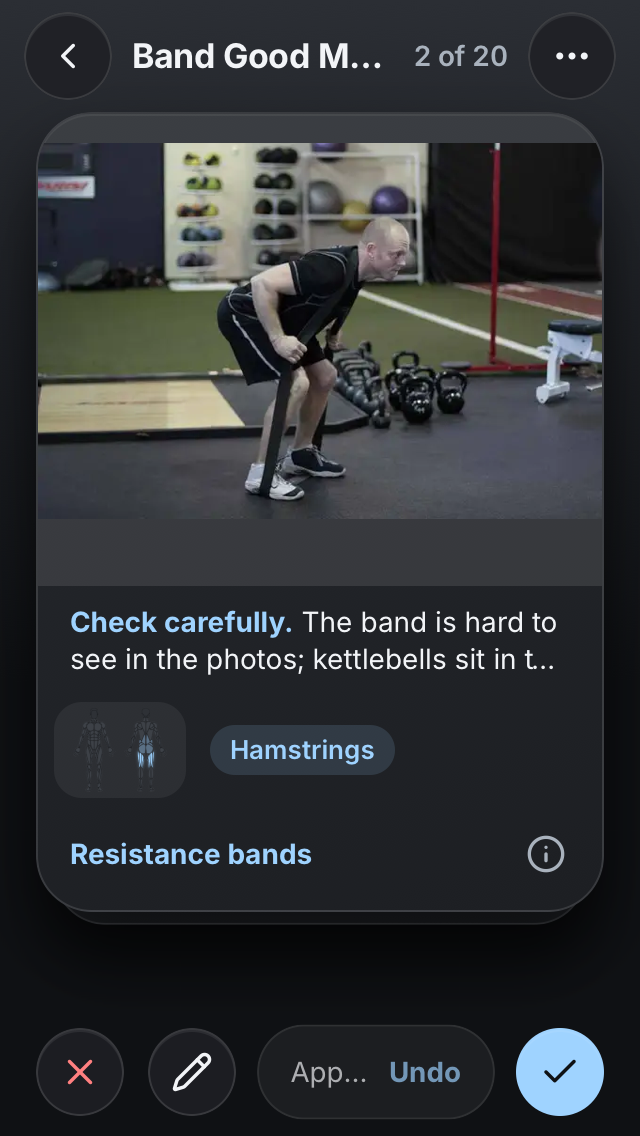 Band Good M...
2 of 20
Check carefully. The band is hard to
see in the photos; kettlebells sit in t...
Hamstrings
Resistance bands
App...
Undo